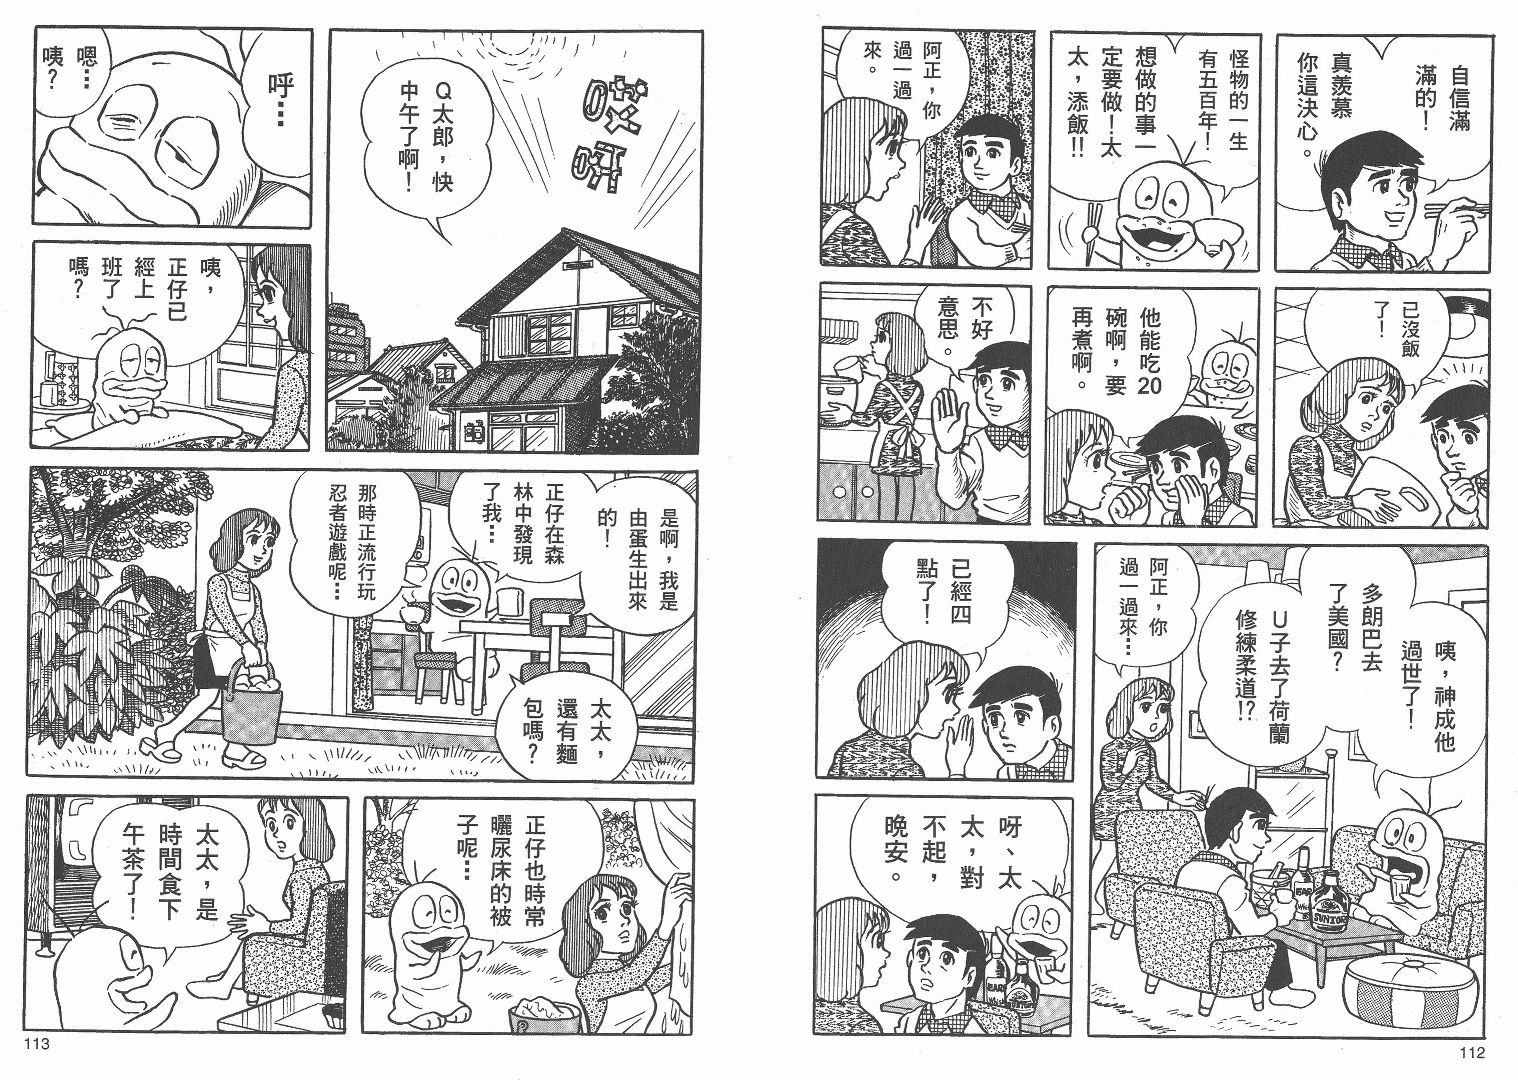 自信滿
滿的！
真羨慕
你這決
心。
怪物的一生
有五百年！
想做的事一
定要做！太
太，添飯!!
阿正，你
過一過
來。
已沒飯
了！
他能吃20
碗啊，要
再煮啊。
不好
意思。
咦，神成他
過世了！
多朗巴去
了美國？
U子去了荷蘭
修練柔道!?
阿正，你
過一過來…
BAR
Whis
SUNTORY
已經四
點了！
呀、太
太，對
不起，
晚安。
BAR
Whis
112
哎呀
Q太郎，快
中午了啊！
呼……
嗯…
咦？
咦，
正仔已
經上
班了
嗎？
是啊，我是
由蛋生出來
的！
正仔在森
林中發現
了我…
那時正流行玩
忍者遊戲呢…
太太，
還有麵
包嗎？
正仔也時常
曬尿床的被
子呢…
太太，是
時間食下
午茶了！
113